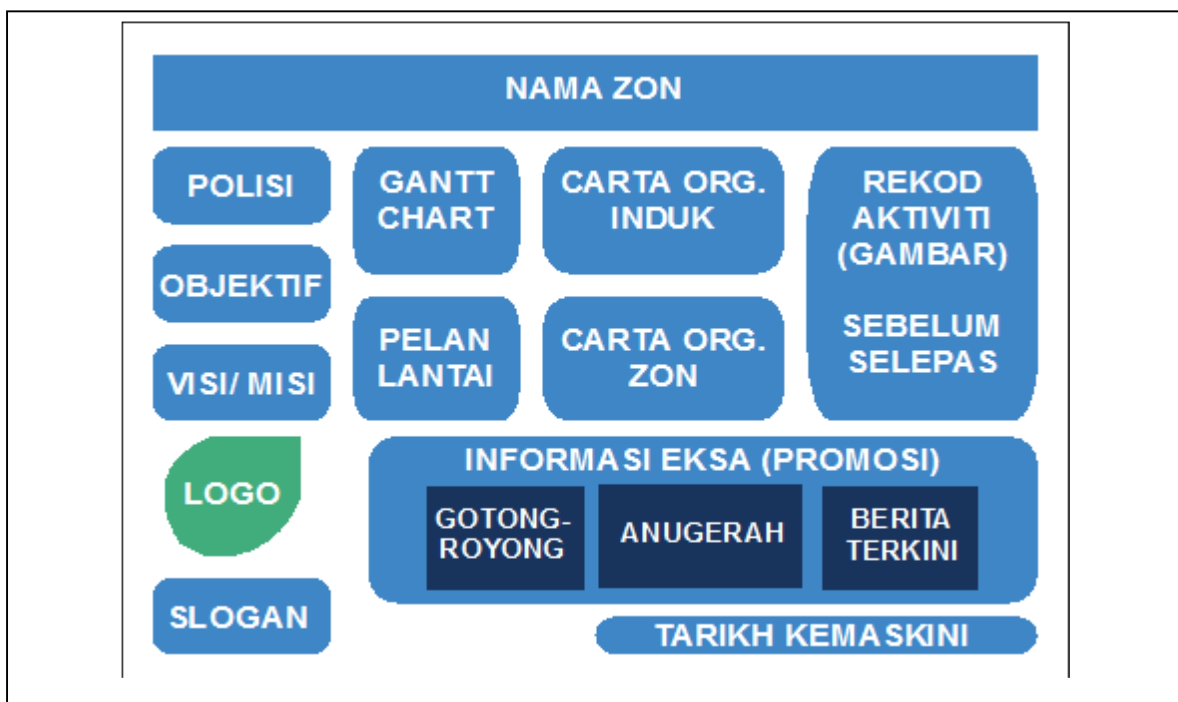 NAMA ZON
POLISI
OBJEKTIF
VISI/ MISI
LOGO
SLOGAN
GANTT
CHART
PELAN
LANTAI
CARTA ORG.
INDUK
CARTA ORG.
ZON
REKOD
AKTIVITI
(GAMBAR)
SEBELUM
SELEPAS
INFORMASI EKSA (PROMOSI)
GOTONG-
ROYONG
ANUGERAH
BERITA
TERKINI
TARIKH KEMASKINI